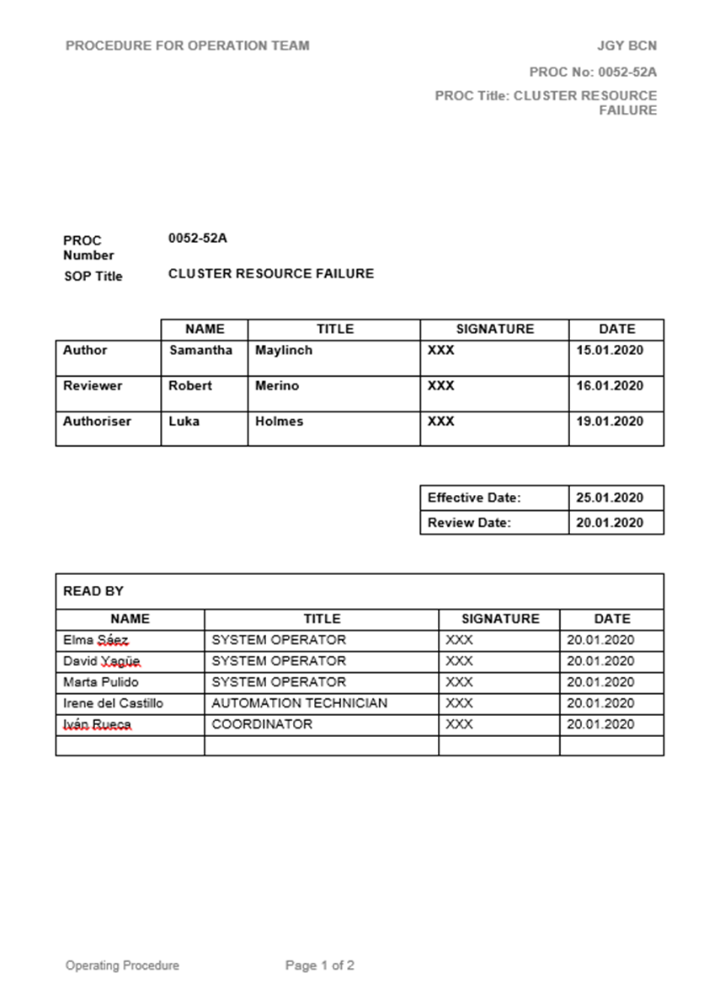 PROCEDURE FOR OPERATION TEAM JGY BCN
PROC No: 0052-52A
PROC Title: CLUSTER RESOURCE
FAILURE
PROC Number 0052-52A
SOP Title CLUSTER RESOURCE FAILURE
NAME TITLE SIGNATURE DATE
Author Samantha Maylinch XXX 15.01.2020
Reviewer Robert Merino XXX 16.01.2020
Authoriser Luka Holmes XXX 19.01.2020
Effective Date: 25.01.2020
Review Date: 20.01.2020
READ BY
NAME TITLE SIGNATURE DATE
Elma Sáez SYSTEM OPERATOR XXX 20.01.2020
David Yagüe SYSTEM OPERATOR XXX 20.01.2020
Marta Pulido SYSTEM OPERATOR XXX 20.01.2020
Irene del Castillo AUTOMATION TECHNICIAN XXX 20.01.2020
Iván Rueca COORDINATOR XXX 20.01.2020
Operating Procedure Page 1 of 2